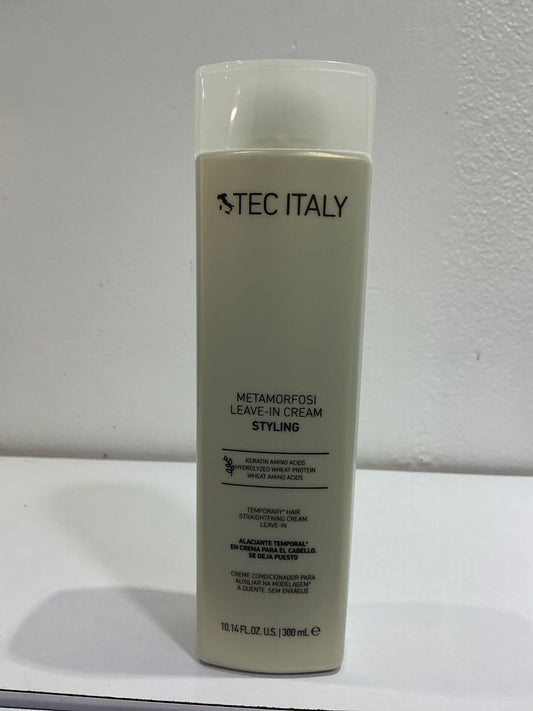 TEC ITALY
METAMORFOSI
LEAVE-IN CREAM
STYLING
KERATIN AMINO ACIDS
HYDROLYZED WHEAT PROTEIN
WHEAT AMINO ACIDS
TEMPORARY* HAIR
STRAIGHTENING CREAM.
LEAVE-IN
ALACIANTE TEMPORAL*
EN CREMA PARA EL CABELLO.
SE DEJA PUESTO
CREME CONDICIONADOR PARA
AUXILIAR NA MODELAGEM*
A QUENTE, SEM ENXÁGUE
10.14 FL.OZ. U.S. | 300 mL ℮